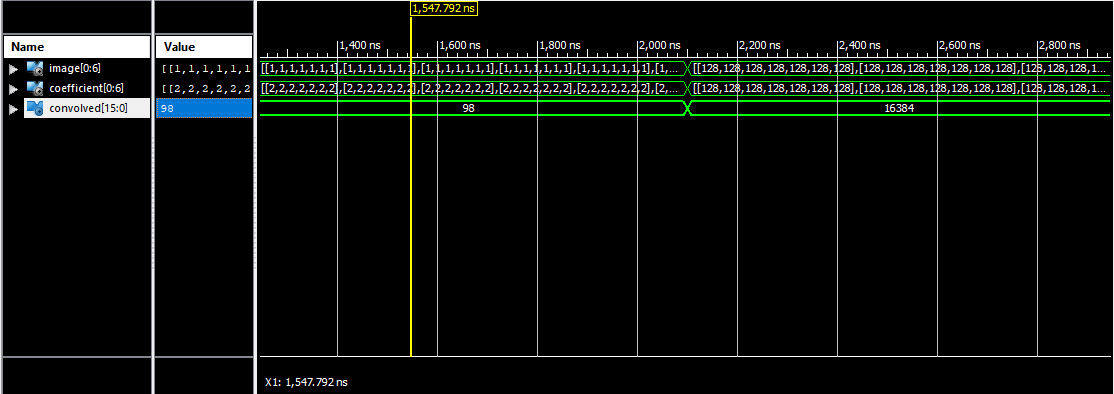 1,547.792 ns
Name Value
1,400 ns 1,600 ns 1,800 ns 2,000 ns 2,200 ns 2,400 ns 2,600 ns 2,800 ns
image[0:6] [[1,1,1,1,1,1 [[1,1,1,1,1,1,1],[1,1,1,1,1,1,1],[1,1,1,1,1,1,1],[1,1,1,1,1,1,1],[1,1,1,1,1,1,1],[1,... [[128,128,128,128,128,128,128],[128,128,128,128,128,128,128],[128,128,128,1...
coefficient[0:6] [[2,2,2,2,2,2 [[2,2,2,2,2,2,2],[2,2,2,2,2,2,2],[2,2,2,2,2,2,2],[2,2,2,2,2,2,2],[2,2,2,2,2,2,2],[2,... [[128,128,128,128,128,128,128],[128,128,128,128,128,128,128],[128,128,128,1...
convolved[15:0] 98 98 16384
X1: 1,547.792 ns